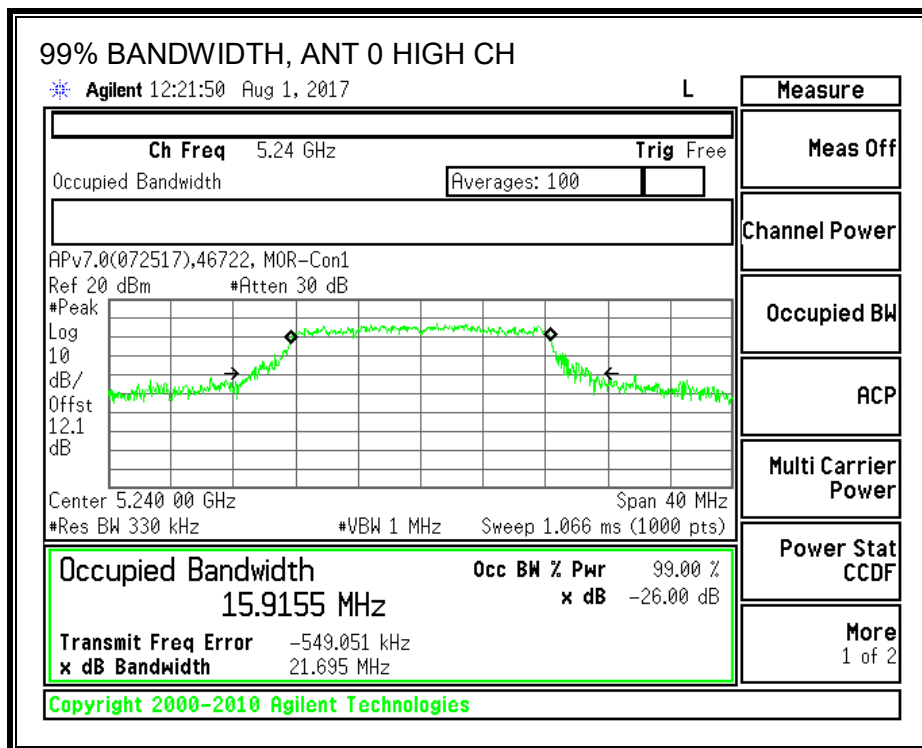 99% BANDWIDTH, ANT 0 HIGH CH
Agilent 12:21:50 Aug 1, 2017 L
Measure
Ch Freq 5.24 GHz Trig Free
Occupied Bandwidth Averages: 100
APv7.0(072517),46722, MOR-Con1
Ref 20 dBm #Atten 30 dB
#Peak
Log
10
dB/
Offst
12.1
dB
Center 5.240 00 GHz Span 40 MHz
#Res BW 330 kHz #VBW 1 MHz Sweep 1.066 ms (1000 pts)
Occupied Bandwidth Occ BW % Pwr 99.00 %
15.9155 MHz x dB -26.00 dB
Transmit Freq Error -549.051 kHz
x dB Bandwidth 21.695 MHz
Copyright 2000-2010 Agilent Technologies
Meas Off
Channel Power
Occupied BW
ACP
Multi Carrier
Power
Power Stat
CCDF
More
1 of 2